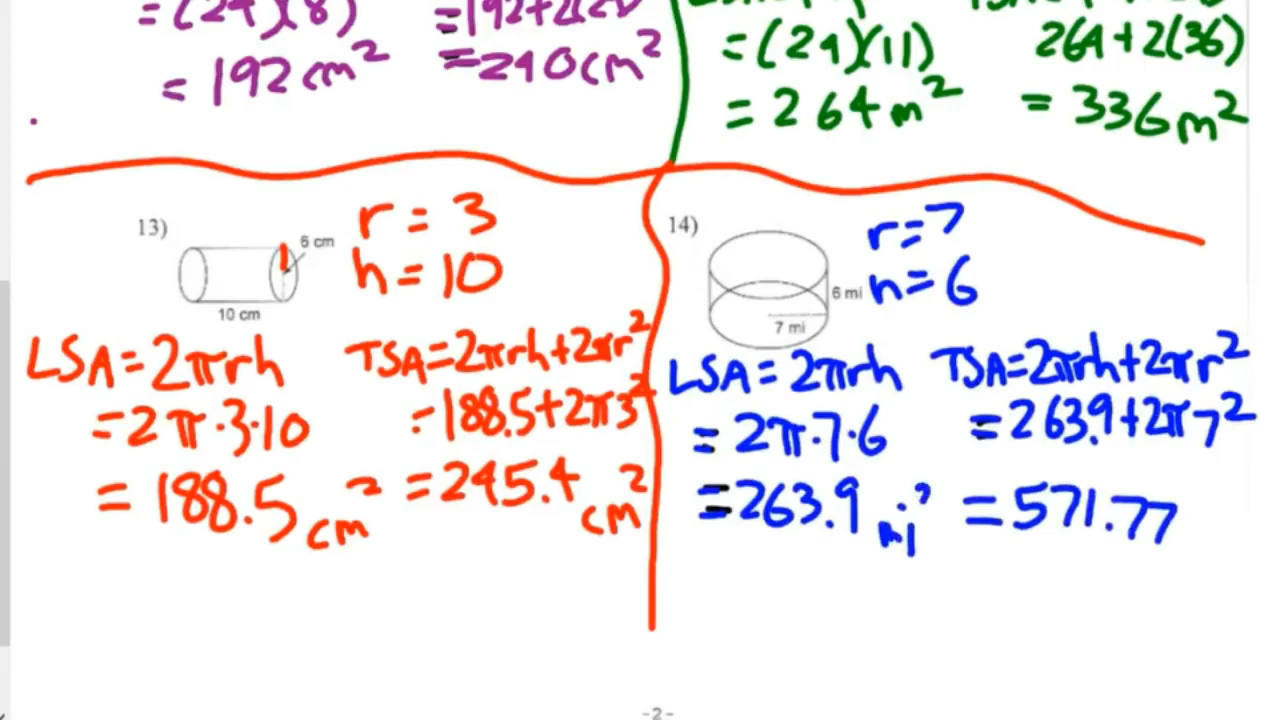 = (24)(8)
= 192 cm²
= 240 cm²
= (24)(11)
= 264 m²
264 + 2(36)
= 336 m²
13)
6 cm
10 cm
r = 3
h = 10
LSA = 2πrh
= 2π·3·10
= 188.5 cm²
TSA = 2πrh + 2πr²
= 188.5 + 2π3²
= 245.4 cm²
14)
6 mi
7 mi
r = 7
h = 6
LSA = 2πrh
= 2π·7·6
= 263.9 mi²
TSA = 2πrh + 2πr²
= 263.9 + 2π7²
= 571.77
-2-